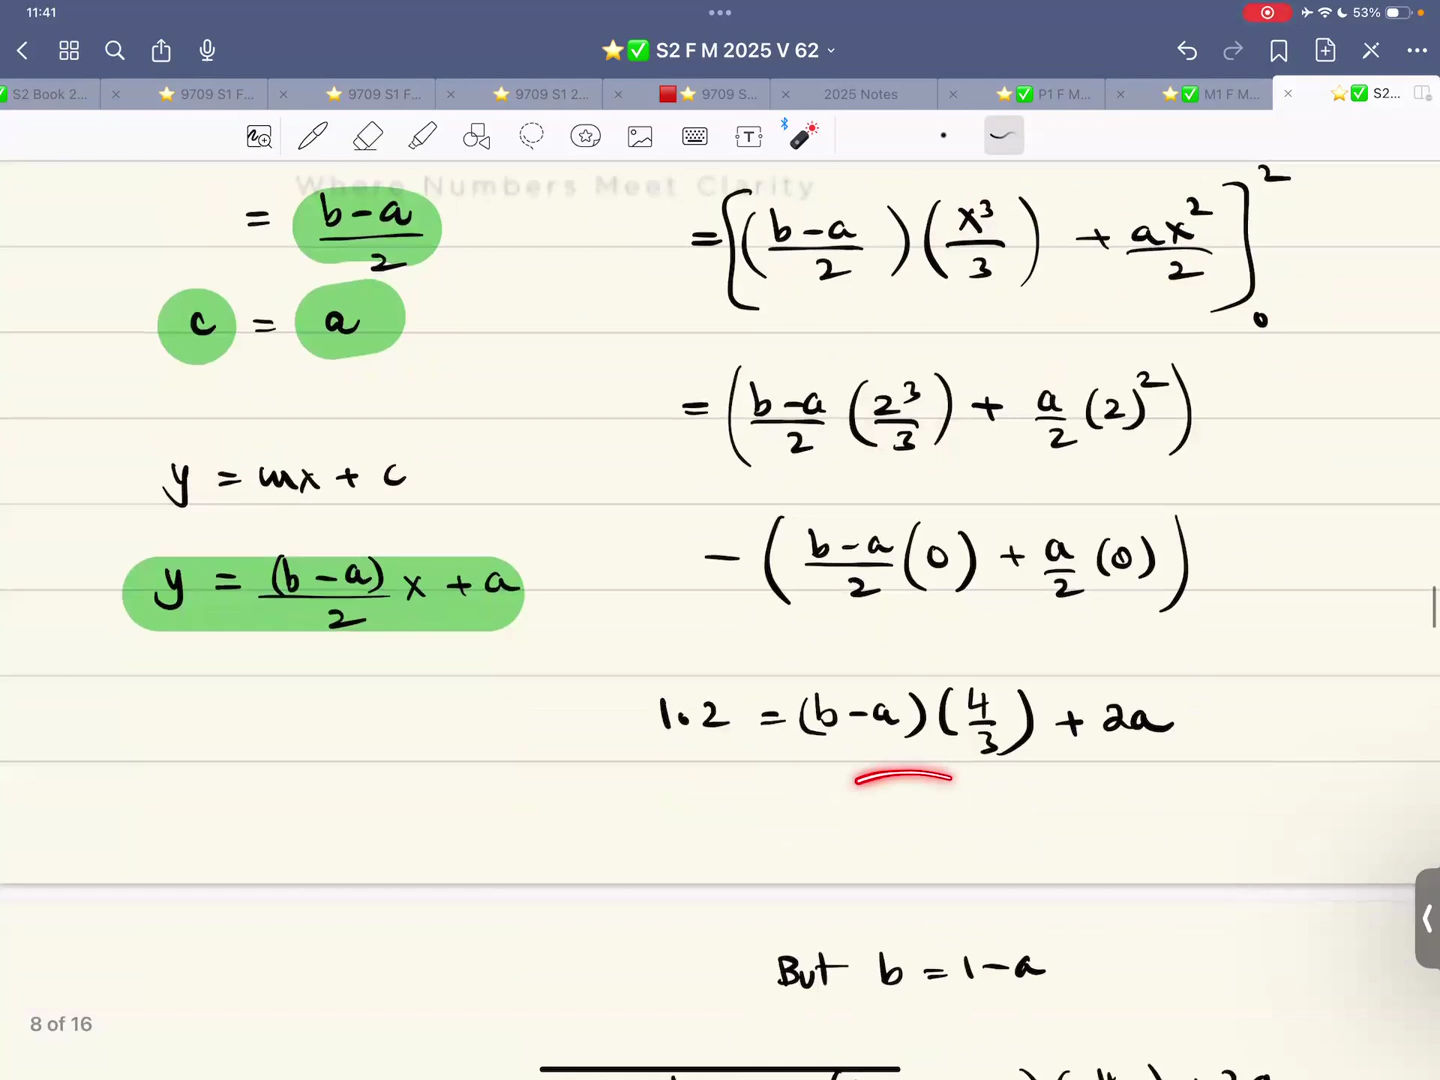 11:41
53%
S2 F M 2025 V 62
S2 Book 2...
9709 S1 F...
9709 S1 F...
9709 S1 2...
9709 S...
2025 Notes
P1 F M...
M1 F M...
S2...
T
Where Numbers Meet Clarity
= (b-a)/2
c = a
y = mx + c
y = (b-a)/2 x + a
= [((b-a)/2)(x³/3) + ax²/2]₀²
= ((b-a)/2 (2³/3) + a/2 (2)²)
- ((b-a)/2 (0) + a/2 (0))
1.2 = (b-a)(4/3) + 2a
But b = 1-a
8 of 16